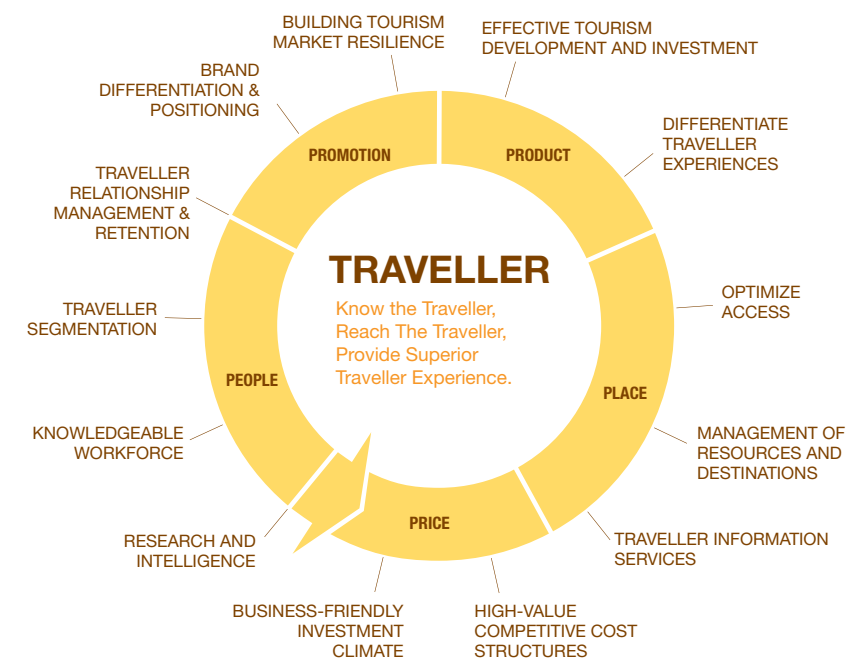 BUILDING TOURISM
MARKET RESILIENCE
EFFECTIVE TOURISM
DEVELOPMENT AND INVESTMENT
BRAND
DIFFERENTIATION &
POSITIONING
DIFFERENTIATE
TRAVELLER
EXPERIENCES
PROMOTION
PRODUCT
TRAVELLER
RELATIONSHIP
MANAGEMENT &
RETENTION
TRAVELLER
Know the Traveller,
Reach The Traveller,
Provide Superior
Traveller Experience.
OPTIMIZE
ACCESS
TRAVELLER
SEGMENTATION
PEOPLE
PLACE
KNOWLEDGEABLE
WORKFORCE
MANAGEMENT OF
RESOURCES AND
DESTINATIONS
PRICE
RESEARCH AND
INTELLIGENCE
TRAVELLER INFORMATION
SERVICES
BUSINESS-FRIENDLY
INVESTMENT
CLIMATE
HIGH-VALUE
COMPETITIVE COST
STRUCTURES